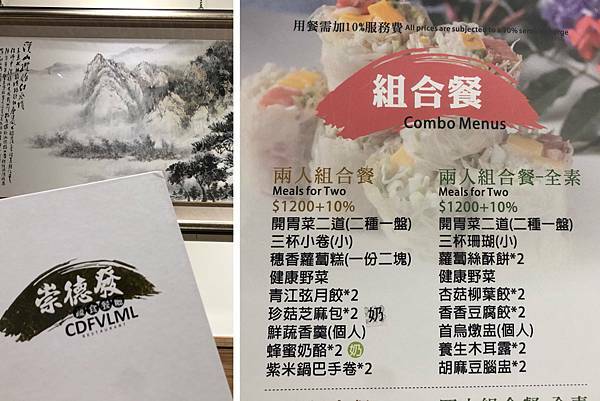 崇德發
蔬食餐廳
CDFVLML
RESTAURANT
用餐需加10%服務費 All prices are subjected to a 10% service charge
組合餐
Combo Menus
兩人組合餐
Meals for Two
$1200+10%
開胃菜二道(二種一盤)
三杯小卷(小)
穗香蘿蔔糕(一份二塊)
健康野菜
青江弦月餃*2
珍菇芝麻包*2 奶
鮮蔬香羹(個人)
蜂蜜奶酪*2 奶
紫米鍋巴手卷*2
兩人組合餐-全素
Meals for Two
$1200+10%
開胃菜二道(二種一盤)
三杯珊瑚(小)
蘿蔔絲酥餅*2
健康野菜
杏菇柳葉餃*2
香香豆腐餃*2
首烏燉盅(個人)
養生木耳露*2
胡麻豆腦盅*2